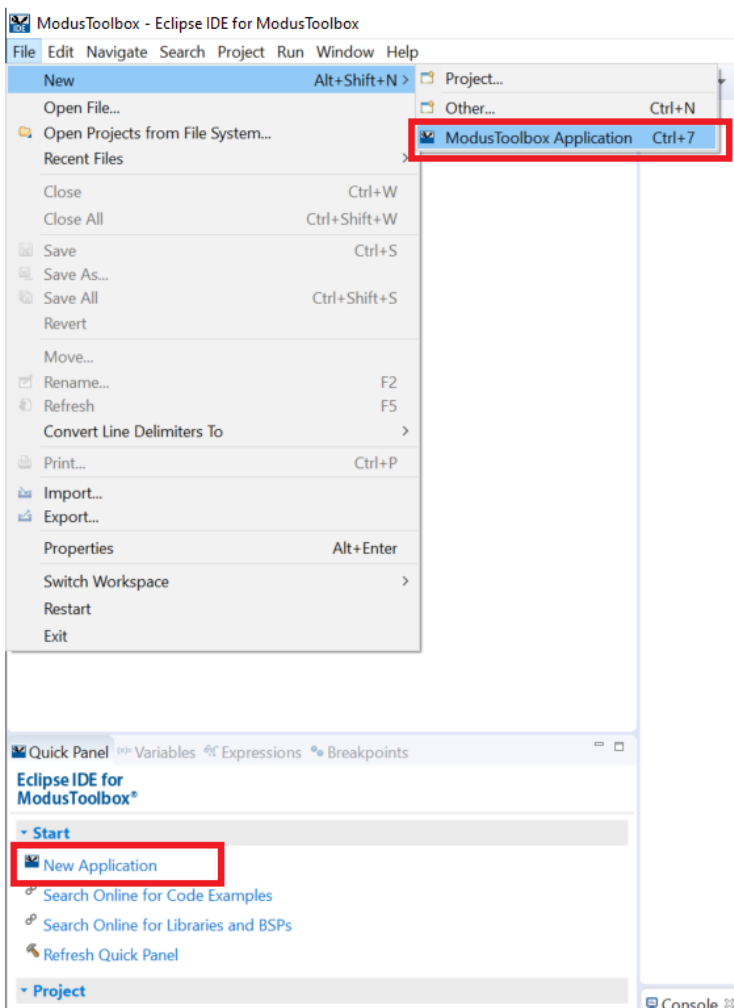 ModusToolbox - Eclipse IDE for ModusToolbox
File Edit Navigate Search Project Run Window Help
New Alt+Shift+N >
Open File...
Open Projects from File System...
Recent Files >
Close Ctrl+W
Close All Ctrl+Shift+W
Save Ctrl+S
Save As...
Save All Ctrl+Shift+S
Revert
Move...
Rename... F2
Refresh F5
Convert Line Delimiters To >
Print... Ctrl+P
Import...
Export...
Properties Alt+Enter
Switch Workspace >
Restart
Exit
Project...
Other... Ctrl+N
ModusToolbox Application Ctrl+7
Quick Panel (x)= Variables Expressions Breakpoints
Eclipse IDE for
ModusToolbox®
Start
New Application
Search Online for Code Examples
Search Online for Libraries and BSPs
Refresh Quick Panel
Project
Console